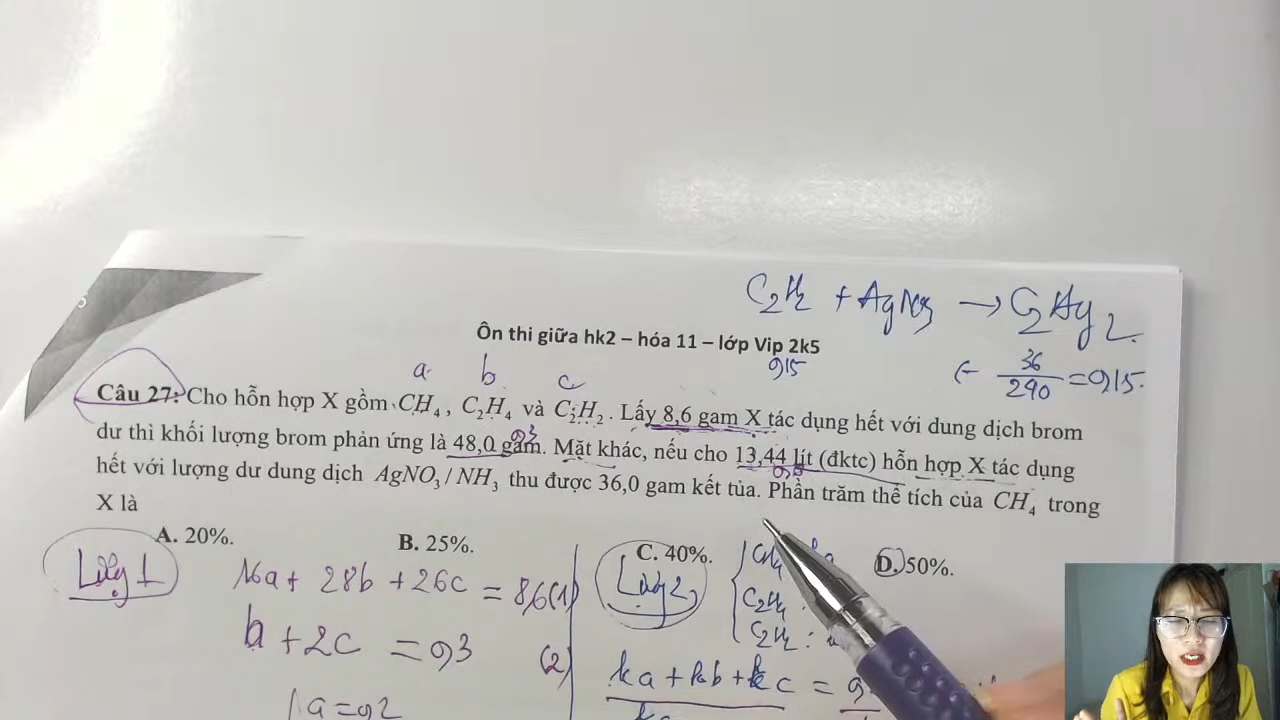 C₂H₂ + AgNO₃ → C₂Ag₂
Ôn thi giữa hk2 – hóa 11 – lớp Vip 2k5
← 36/240 = 0,15.
a b c 0,15
Câu 27: Cho hỗn hợp X gồm CH₄, C₂H₄ và C₂H₂. Lấy 8,6 gam X tác dụng hết với dung dịch brom
dư thì khối lượng brom phản ứng là 48,0 gam. Mặt khác, nếu cho 13,44 lít (đktc) hỗn hợp X tác dụng
0,3
hết với lượng dư dung dịch AgNO₃ / NH₃ thu được 36,0 gam kết tủa. Phần trăm thể tích của CH₄ trong
X là
A. 20%. B. 25%. C. 40%. D. 50%.
Lấy 1
16a + 28b + 26c = 8,6 (1)
b + 2c = 0,3 (2)
a = 0,2
Lấy 2
CH₄
C₂H₄ :
C₂H₂ :
ka + kb + kc =
ka